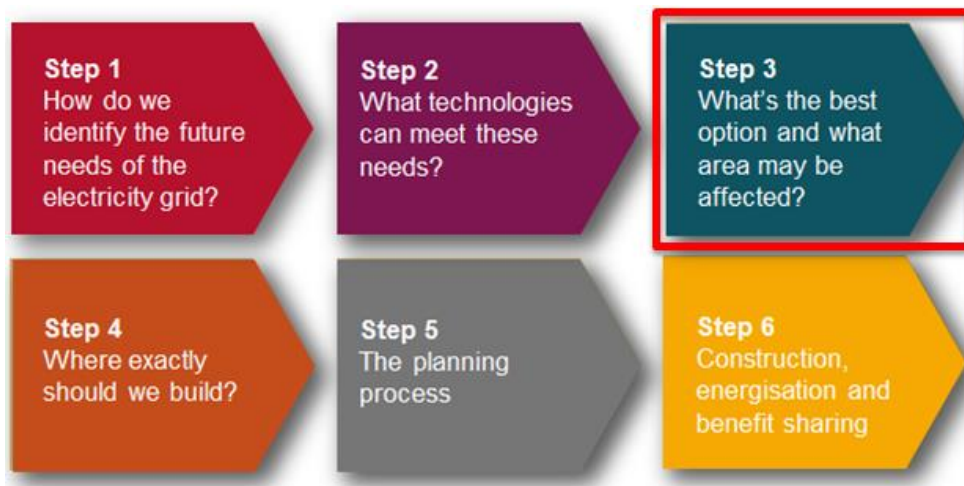 Step 1
How do we
identify the future
needs of the
electricity grid?
Step 2
What technologies
can meet these
needs?
Step 3
What's the best
option and what
area may be
affected?
Step 4
Where exactly
should we build?
Step 5
The planning
process
Step 6
Construction,
energisation and
benefit sharing